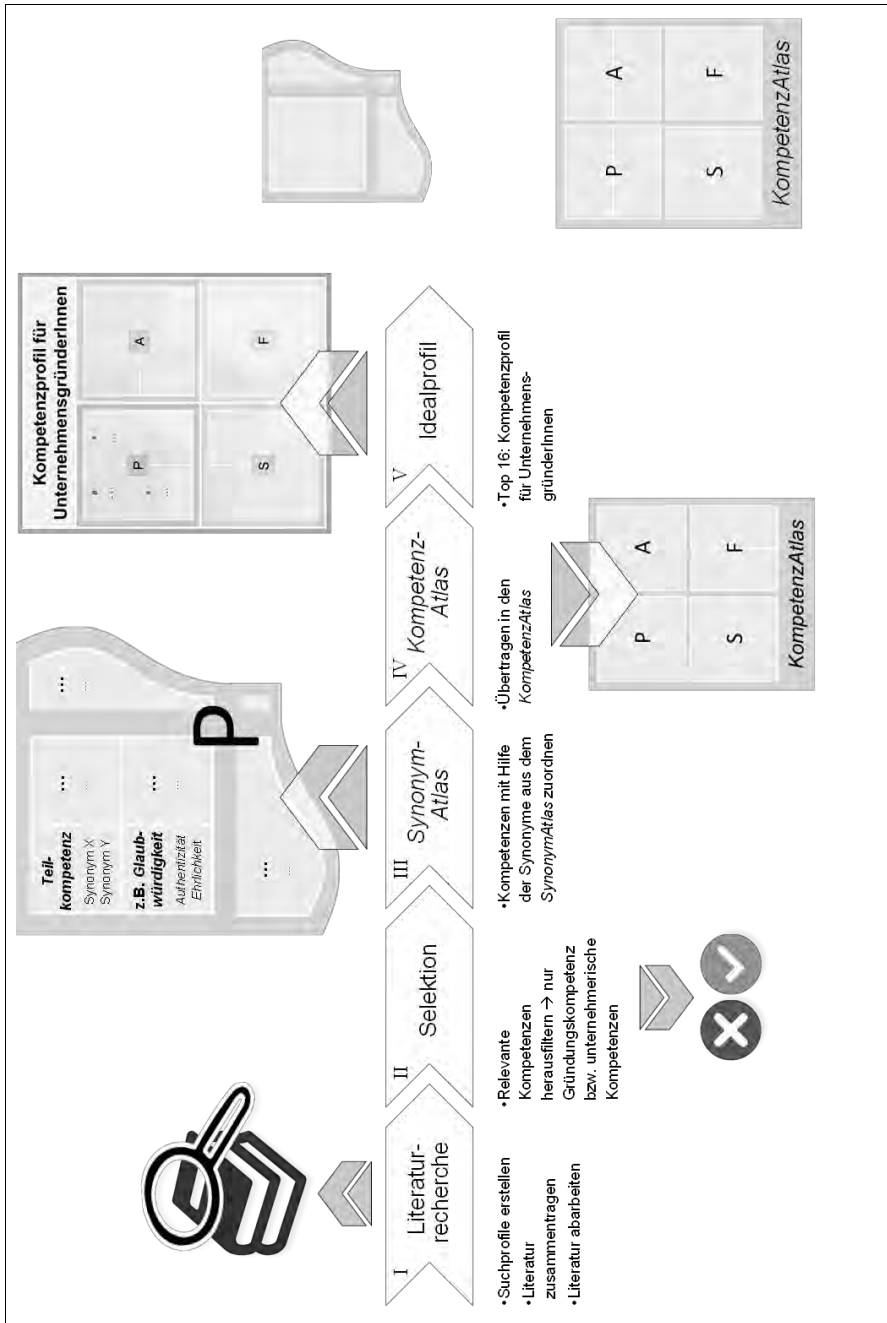 Teil-
kompetenz
Synonym X
Synonym Y
...
...
z.B. Glaub-
würdigkeit
Authentizität
Ehrlichkeit
...
...
...
...
...
...
P
Kompetenzprofil für
UnternehmensgründerInnen
P
A
S
F
I
Literatur-
recherche
II
Selektion
III
Synonym-
Atlas
IV
Kompetenz-
Atlas
V
Idealprofil
•Suchprofile erstellen
•Literatur
zusammentragen
•Literatur abarbeiten
•Relevante
Kompetenzen
herausfiltern → nur
Gründungskompetenz
bzw. unternehmerische
Kompetenzen
•Kompetenzen mit Hilfe
der Synonyme aus dem
SynonymAtlas zuordnen
•Übertragen in den
KompetenzAtlas
•Top 16: Kompetenzprofil
für Unternehmens-
gründerInnen
P
A
S
F
KompetenzAtlas
P
A
S
F
KompetenzAtlas